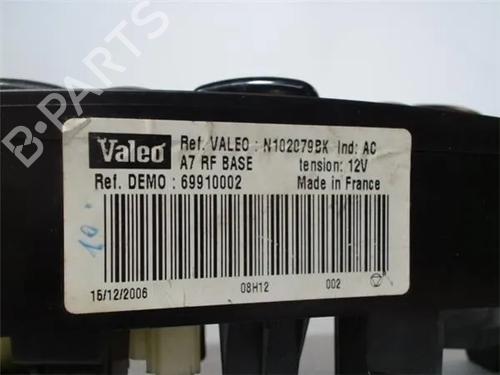 B-PARTS
Valeo
Ref. VALEO : N102079BK Ind: AC
A7 RF BASE tension: 12V
Ref. DEMO : 69910002 Made in France
10
15/12/2006 08H12 002